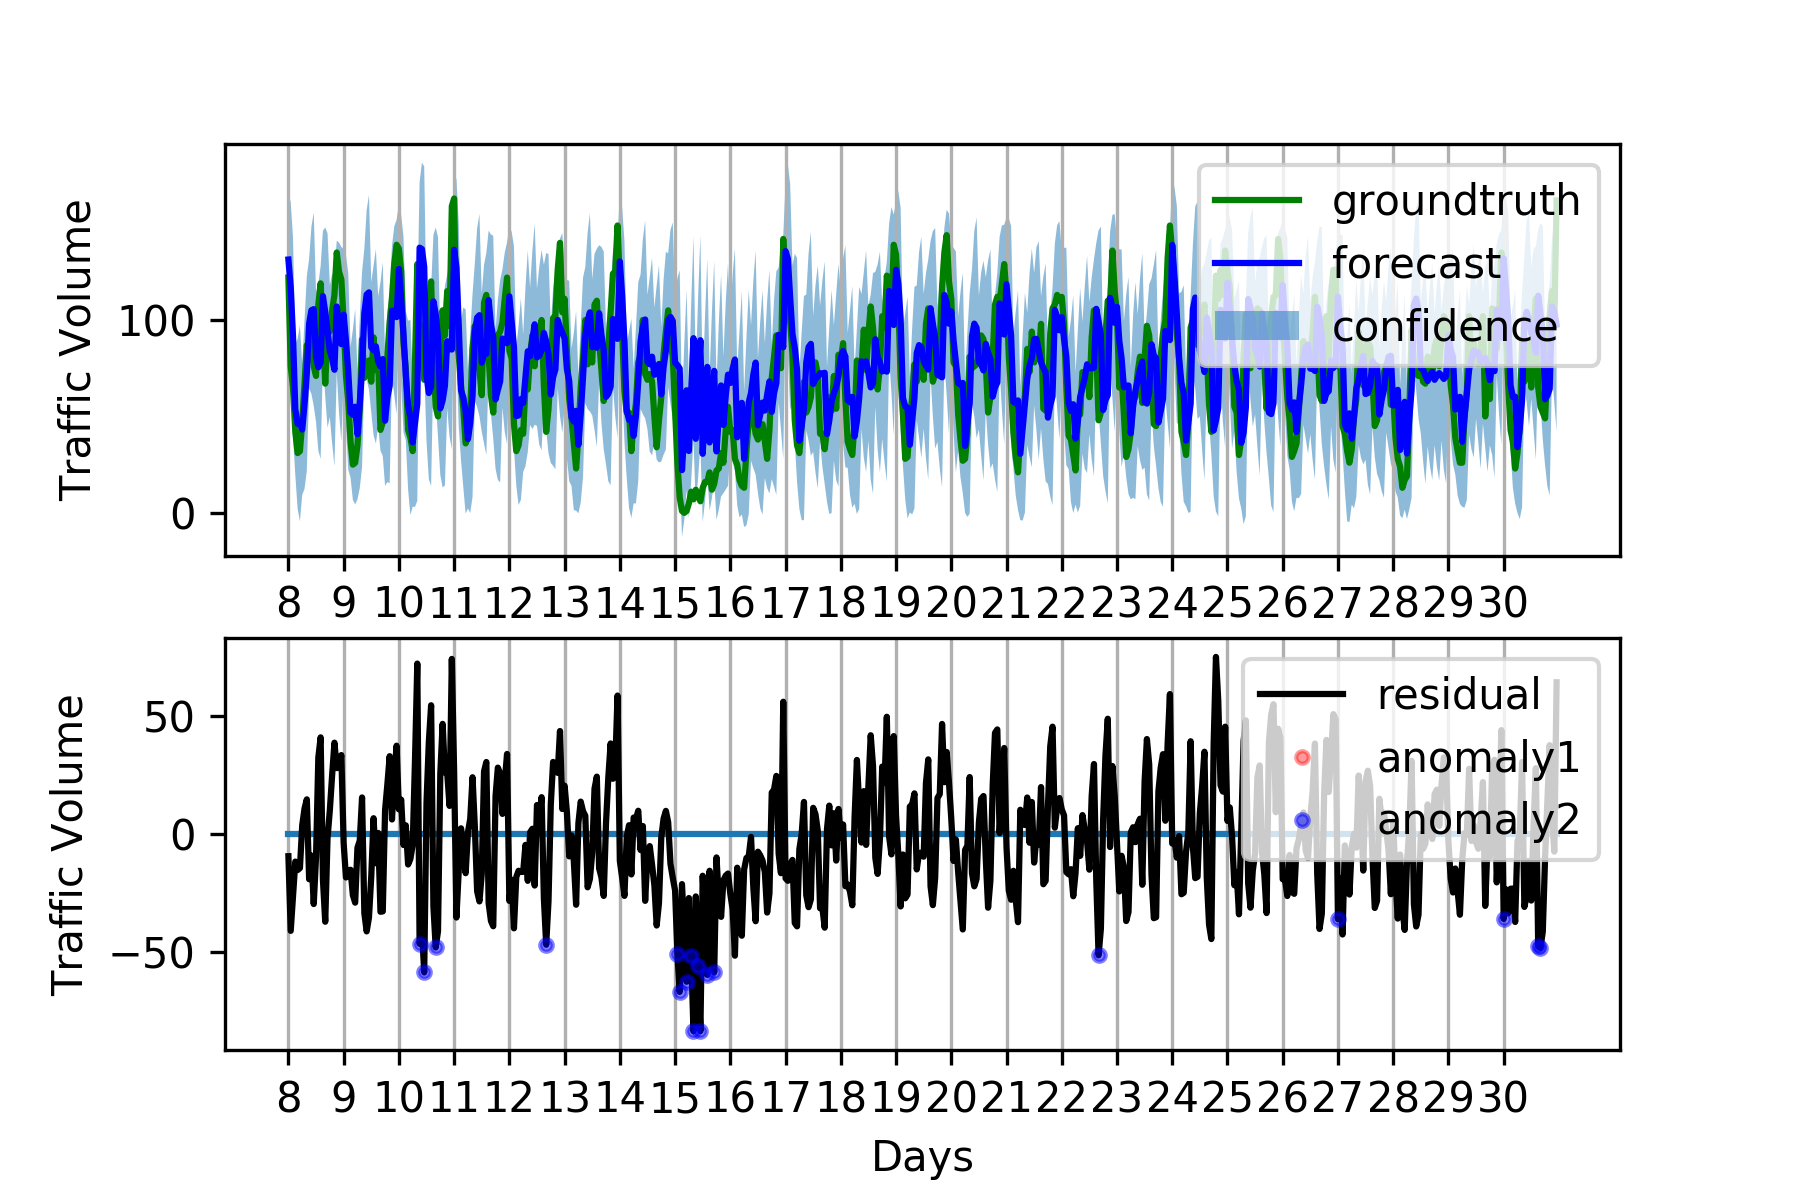 Traffic Volume
100
0
groundtruth
forecast
confidence
8 9 10 11 12 13 14 15 16 17 18 19 20 21 22 23 24 25 26 27 28 29 30
Traffic Volume
50
0
−50
residual
anomaly1
anomaly2
8 9 10 11 12 13 14 15 16 17 18 19 20 21 22 23 24 25 26 27 28 29 30
Days